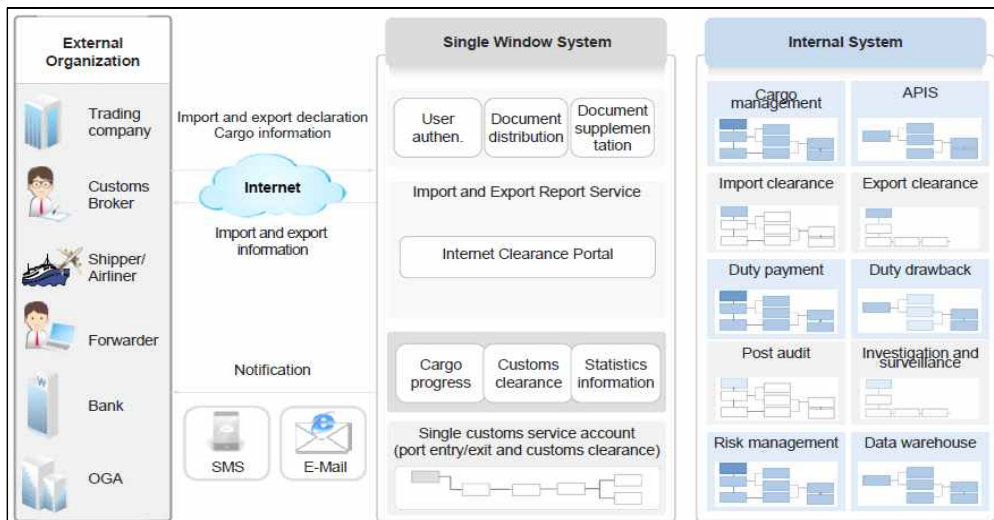 External
Organization
Trading
company
Customs
Broker
Shipper/
Airliner
Forwarder
W
Bank
OGA
Import and export declaration
Cargo information
Internet
Import and export
information
Notification
SMS
E-Mail
Single Window System
User
authen.
Document
distribution
Document
supplemen
tation
Import and Export Report Service
Internet Clearance Portal
Cargo
progress
Customs
clearance
Statistics
information
Single customs service account
(port entry/exit and customs clearance)
Internal System
Cargo
management
APIS
Import clearance
Export clearance
Duty payment
Duty drawback
Post audit
Investigation and
surveillance
Risk management
Data warehouse